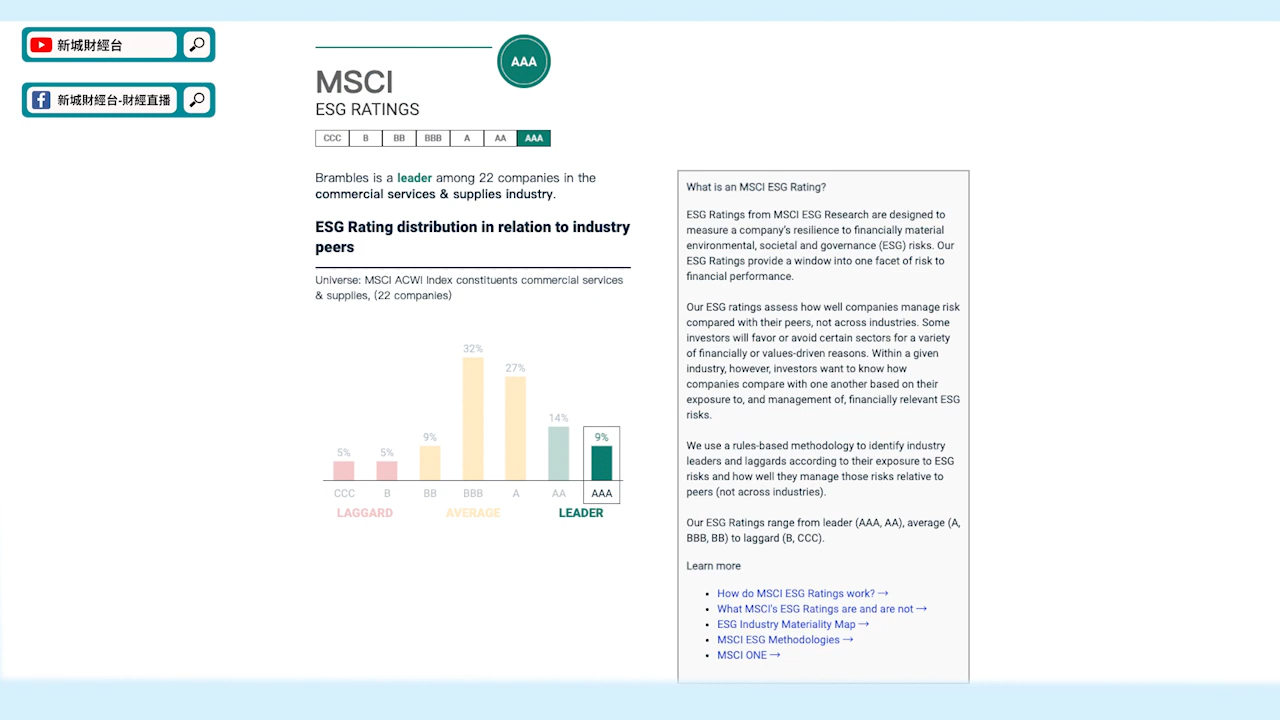 新城財經台
新城財經台-財經直播
AAA
MSCI
ESG RATINGS
CCC B BB BBB A AA AAA
Brambles is a leader among 22 companies in the
commercial services & supplies industry.
ESG Rating distribution in relation to industry
peers
Universe: MSCI ACWI Index constituents commercial services
& supplies, (22 companies)
5% 5% 9% 32% 27% 14% 9%
CCC B BB BBB A AA AAA
LAGGARD AVERAGE LEADER
What is an MSCI ESG Rating?
ESG Ratings from MSCI ESG Research are designed to
measure a company's resilience to financially material
environmental, societal and governance (ESG) risks. Our
ESG Ratings provide a window into one facet of risk to
financial performance.
Our ESG ratings assess how well companies manage risk
compared with their peers, not across industries. Some
investors will favor or avoid certain sectors for a variety
of financially or values-driven reasons. Within a given
industry, however, investors want to know how
companies compare with one another based on their
exposure to, and management of, financially relevant ESG
risks.
We use a rules-based methodology to identify industry
leaders and laggards according to their exposure to ESG
risks and how well they manage those risks relative to
peers (not across industries).
Our ESG Ratings range from leader (AAA, AA), average (A,
BBB, BB) to laggard (B, CCC).
Learn more
• How do MSCI ESG Ratings work? →
• What MSCI's ESG Ratings are and are not →
• ESG Industry Materiality Map →
• MSCI ESG Methodologies →
• MSCI ONE →